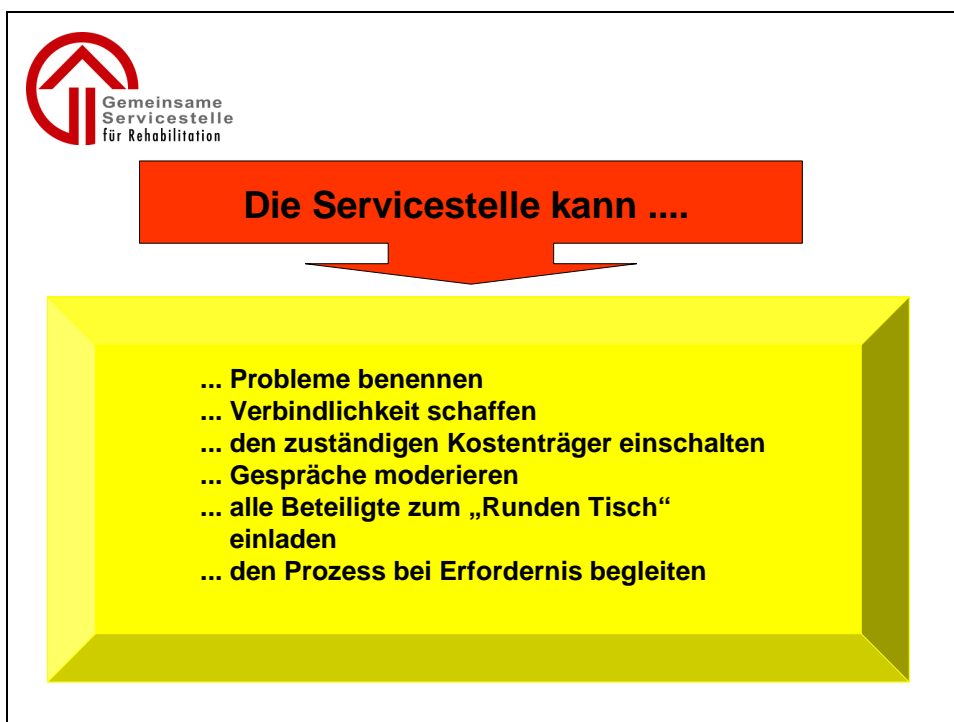 Gemeinsame
Servicestelle
für Rehabilitation
Die Servicestelle kann ....
... Probleme benennen
... Verbindlichkeit schaffen
... den zuständigen Kostenträger einschalten
... Gespräche moderieren
... alle Beteiligte zum „Runden Tisch“
einladen
... den Prozess bei Erfordernis begleiten